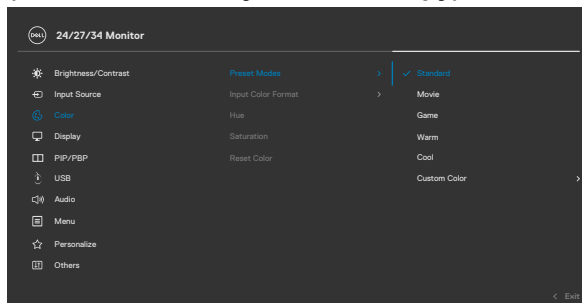 DELL 24/27/34 Monitor
Brightness/Contrast Preset Modes > ✓ Standard
Input Source Input Color Format > Movie
Color Hue Game
Display Saturation Warm
PIP/PBP Reset Color Cool
USB Custom Color >
Audio
Menu
Personalize
Others
< Exit